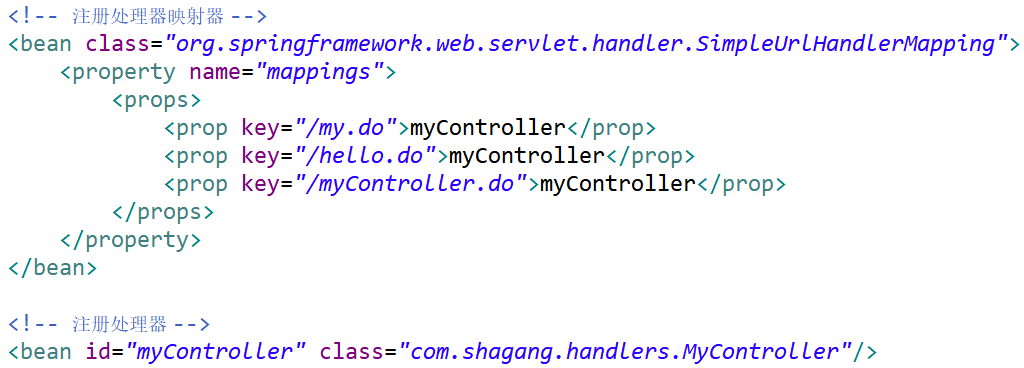 <!-- 注册处理器映射器 -->
<bean class="org.springframework.web.servlet.handler.SimpleUrlHandlerMapping">
    <property name="mappings">
        <props>
            <prop key="/my.do">myController</prop>
            <prop key="/hello.do">myController</prop>
            <prop key="/myController.do">myController</prop>
        </props>
    </property>
</bean>

<!-- 注册处理器 -->
<bean id="myController" class="com.shagang.handlers.MyController"/>